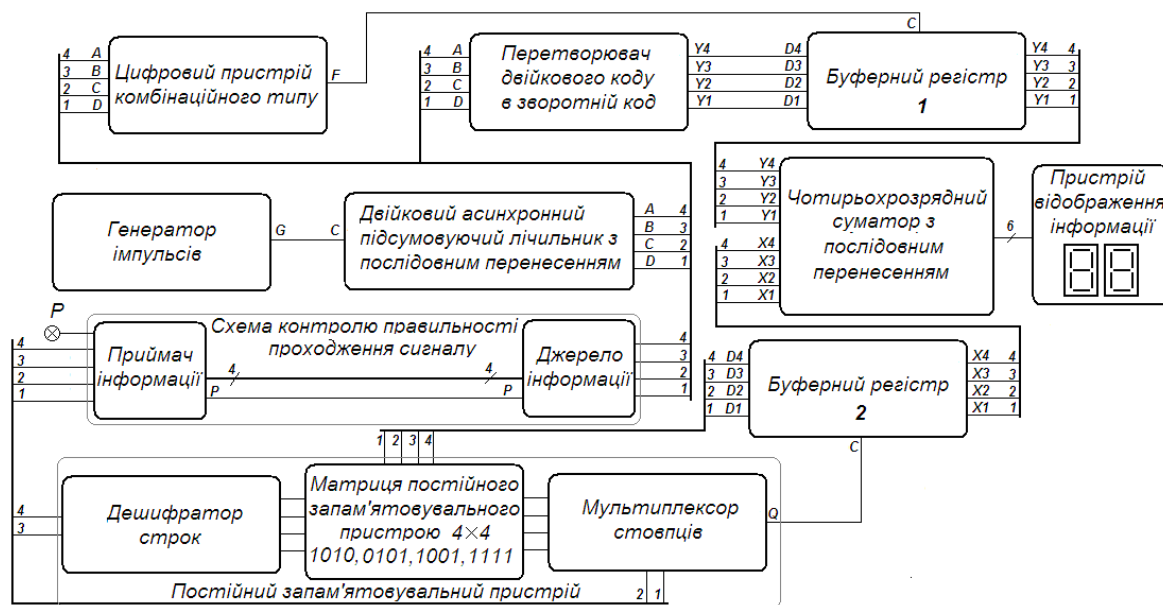 4 A
3 B
2 C
1 D
Цифровий пристрій
комбінаційного типу
F
4 A
3 B
2 C
1 D
Перетворювач
двійкового коду
в зворотній код
Y4 D4
Y3 D3
Y2 D2
Y1 D1
C
Буферний регістр
1
Y4 4
Y3 3
Y2 2
Y1 1
Генератор
імпульсів
G C
Двійковий асинхронний
підсумовуючий лічильник з
послідовним перенесенням
A 4
B 3
C 2
D 1
4 Y4
3 Y3
2 Y2
1 Y1
4 X4
3 X3
2 X2
1 X1
Чотирьохрозрядний
суматор з
послідовним
перенесенням
6
Пристрій
відображення
інформації
P
Схема контролю правильності
проходження сигналу
4
3
2
1
Приймач
інформації
4 4
P P
Джерело
інформації
4
3
2
1
4 D4
3 D3
2 D2
1 D1
Буферний регістр
2
X4 4
X3 3
X2 2
X1 1
C
1 2 3 4
4
3
Дешифратор
строк
Матриця постійного
запам'ятовувального
пристрою 4×4
1010, 0101, 1001, 1111
Мультиплексор
стовпців
Q
2 1
Постійний запам'ятовувальний пристрій